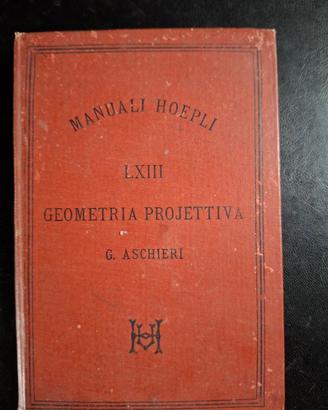 MANUALI HOEPLI
LXIII
GEOMETRIA PROJETTIVA
G. ASCHIERI